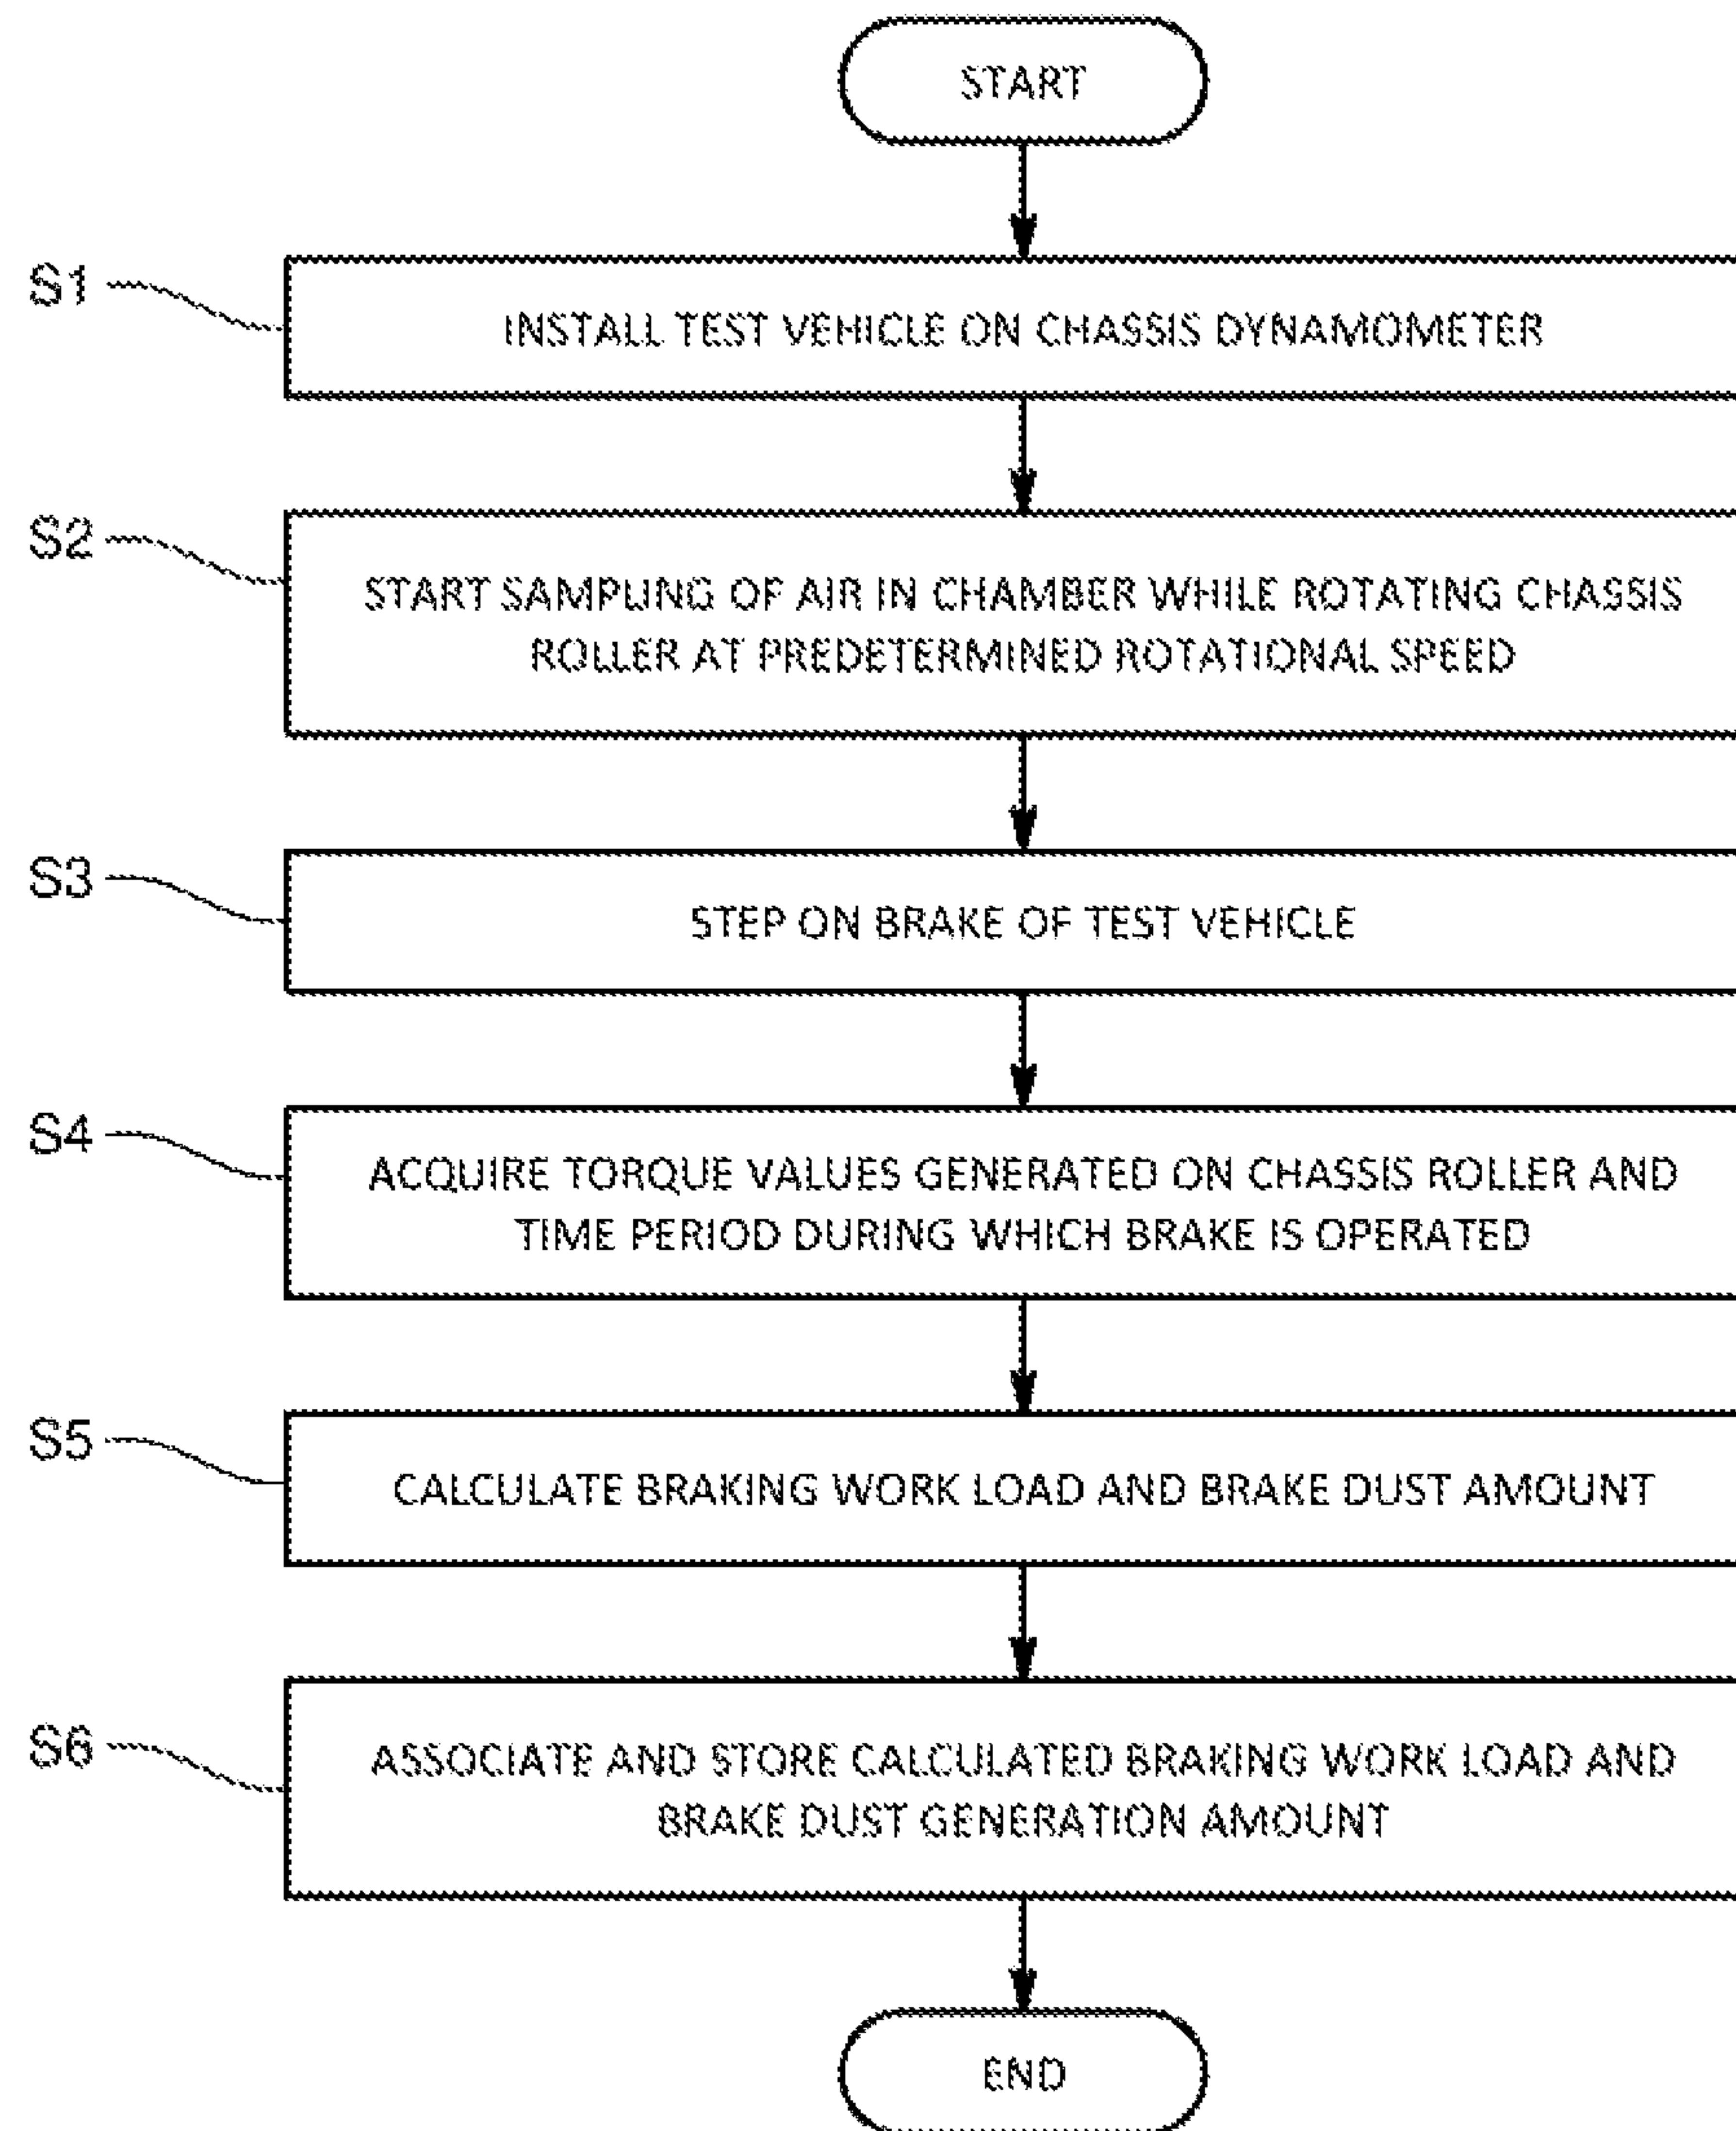 START
S1
INSTALL TEST VEHICLE ON CHASSIS DYNAMOMETER
S2
START SAMPLING OF AIR IN CHAMBER WHILE ROTATING CHASSIS
ROLLER AT PREDETERMINED ROTATIONAL SPEED
S3
STEP ON BRAKE OF TEST VEHICLE
S4
ACQUIRE TORQUE VALUES GENERATED ON CHASSIS ROLLER AND
TIME PERIOD DURING WHICH BRAKE IS OPERATED
S5
CALCULATE BRAKING WORK LOAD AND BRAKE DUST AMOUNT
S6
ASSOCIATE AND STORE CALCULATED BRAKING WORK LOAD AND
BRAKE DUST GENERATION AMOUNT
END